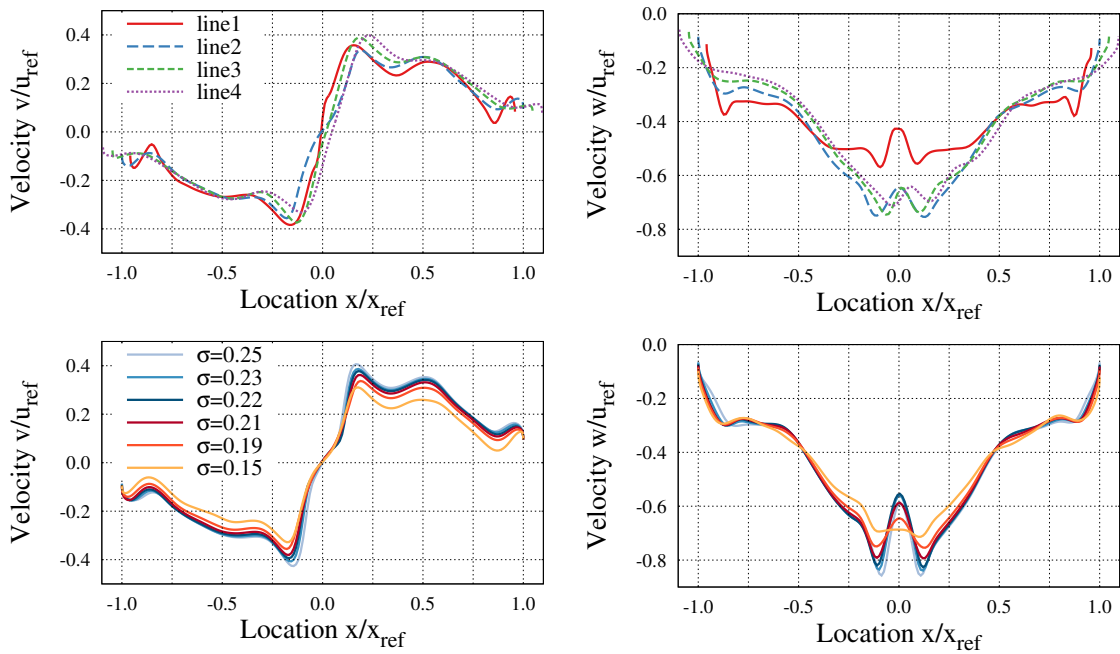 Velocity v/u_ref
0.4
0.2
0.0
-0.2
-0.4
line1
line2
line3
line4
-1.0 -0.5 0.0 0.5 1.0
Location x/x_ref
Velocity w/u_ref
0.0
-0.2
-0.4
-0.6
-0.8
-1.0 -0.5 0.0 0.5 1.0
Location x/x_ref
Velocity v/u_ref
0.4
0.2
0.0
-0.2
-0.4
σ=0.25
σ=0.23
σ=0.22
σ=0.21
σ=0.19
σ=0.15
-1.0 -0.5 0.0 0.5 1.0
Location x/x_ref
Velocity w/u_ref
0.0
-0.2
-0.4
-0.6
-0.8
-1.0 -0.5 0.0 0.5 1.0
Location x/x_ref